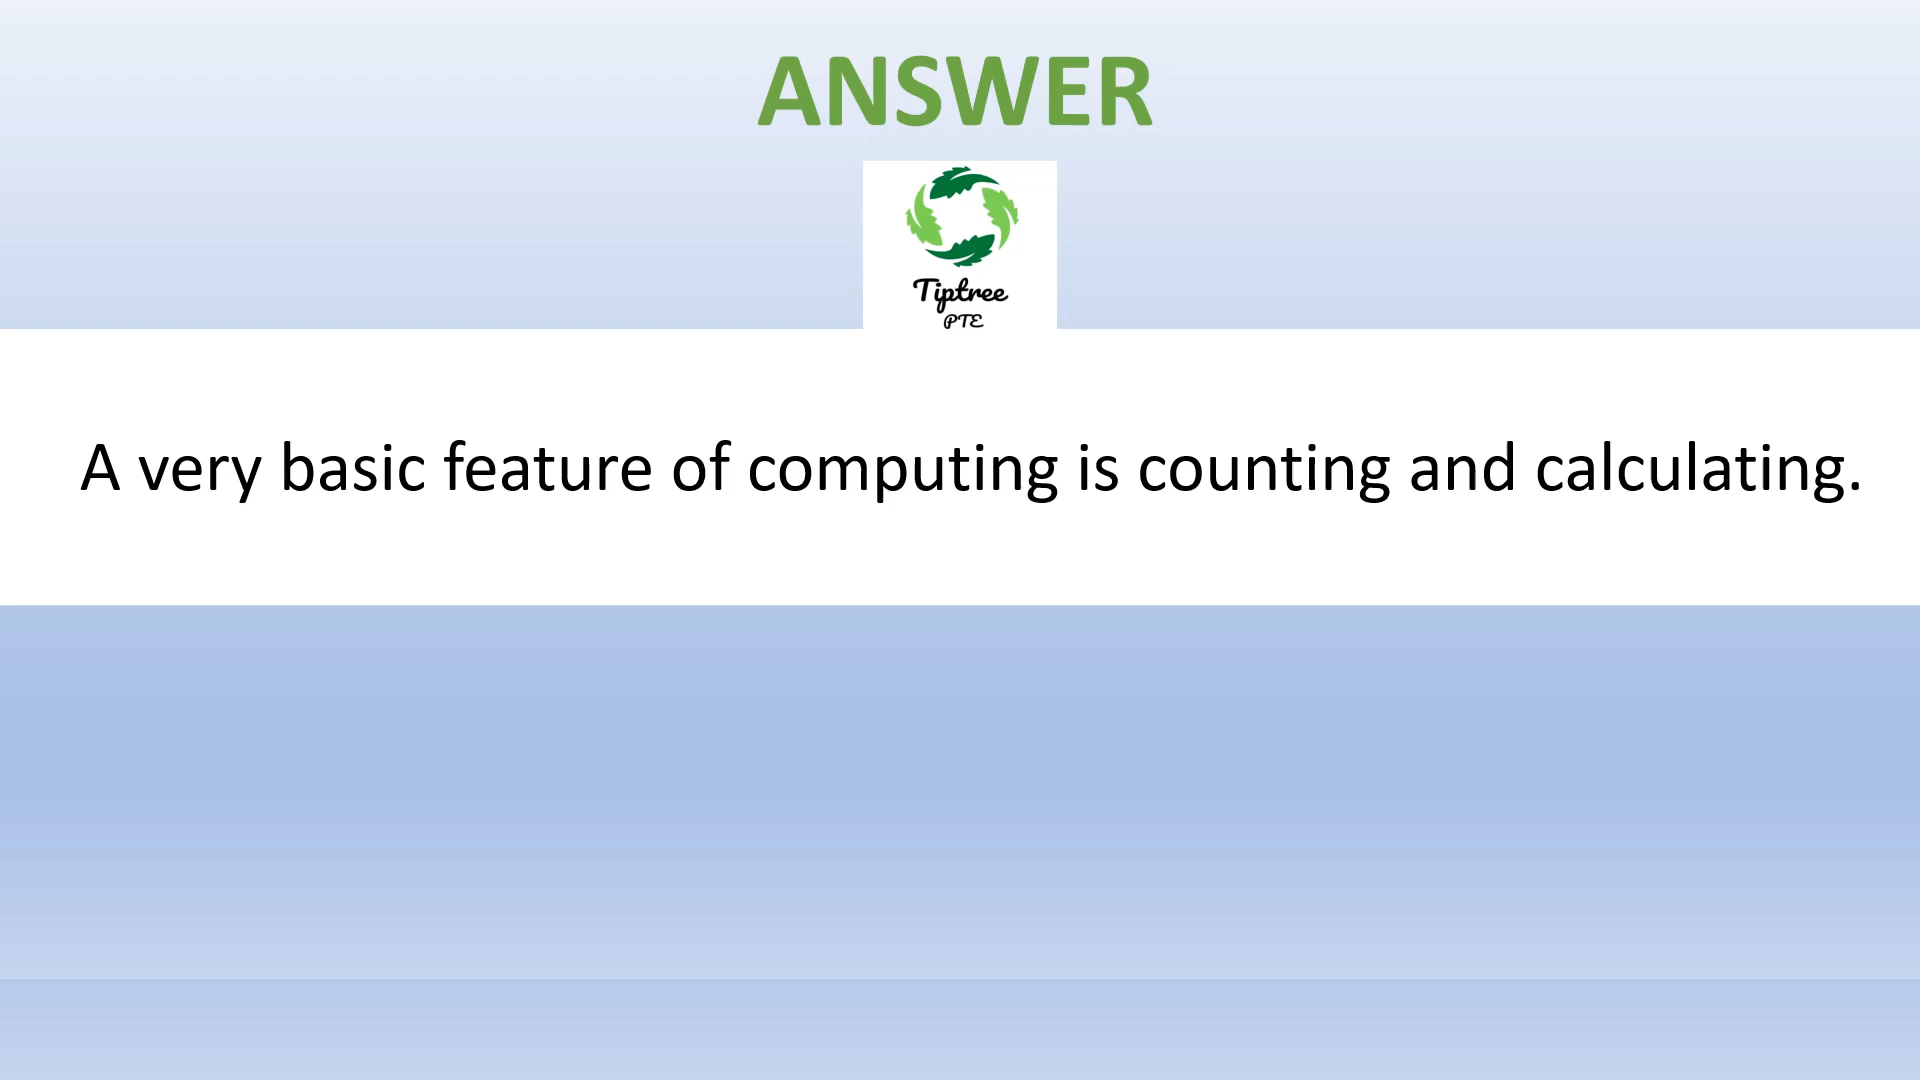 ANSWER
Tiptree
PTE
A very basic feature of computing is counting and calculating.